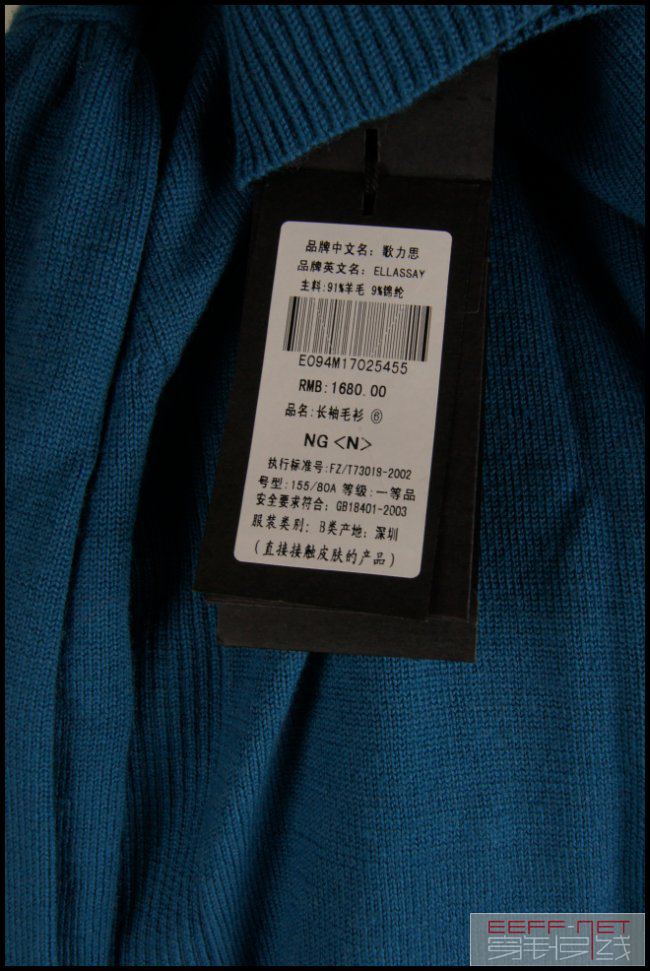 品牌中文名：歌力思
品牌英文名：ELLASSAY
主料:91%羊毛 9%锦纶
E094M17025455
RMB:1680.00
品名:长袖毛衫 ⑥
NG <N>
执行标准号:FZ/T73019-2002
号型:155/80A 等级:一等品
安全要求符合：GB18401-2003
服装类别：B类产地：深圳
(直接接触皮肤的产品)
EEFF-NET